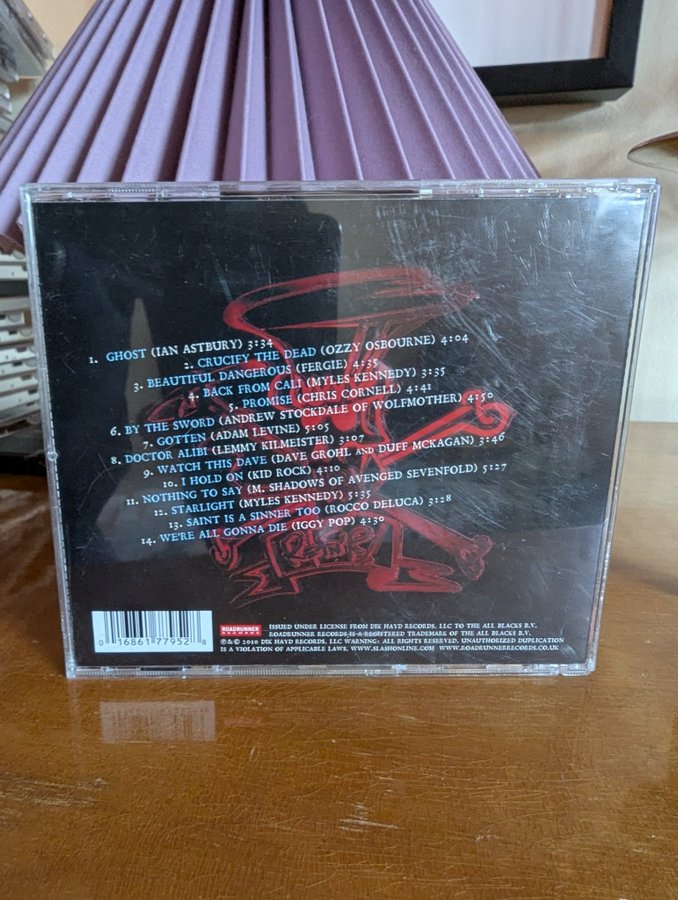 1. GHOST (IAN ASTBURY) 3:34
2. CRUCIFY THE DEAD (OZZY OSBOURNE) 4:04
3. BEAUTIFUL DANGEROUS (FERGIE) 4:35
4. BACK FROM CALI (MYLES KENNEDY) 3:35
5. PROMISE (CHRIS CORNELL) 4:41
6. BY THE SWORD (ANDREW STOCKDALE OF WOLFMOTHER) 4:50
7. GOTTEN (ADAM LEVINE) 5:05
8. DOCTOR ALIBI (LEMMY KILMEISTER) 3:07
9. WATCH THIS DAVE (DAVE GROHL AND DUFF MCKAGAN) 3:46
10. I HOLD ON (KID ROCK) 4:10
11. NOTHING TO SAY (M. SHADOWS OF AVENGED SEVENFOLD) 5:27
12. STARLIGHT (MYLES KENNEDY) 5:35
13. SAINT IS A SINNER TOO (ROCCO DELUCA) 3:28
14. WE'RE ALL GONNA DIE (IGGY POP) 4:30
R&R
0 16861 77952 8
ROADRUNNER
RECORDS
ISSUED UNDER LICENSE FROM DIK HAYD RECORDS, LLC TO THE ALL BLACKS B.V.
ROADRUNNER RECORDS IS A REGISTERED TRADEMARK OF THE ALL BLACKS B.V.
℗&© 2010 DIK HAYD RECORDS, LLC WARNING: ALL RIGHTS RESERVED. UNAUTHORIZED DUPLICATION
IS A VIOLATION OF APPLICABLE LAWS. WWW.SLASHONLINE.COM WWW.ROADRUNNERRECORDS.CO.UK